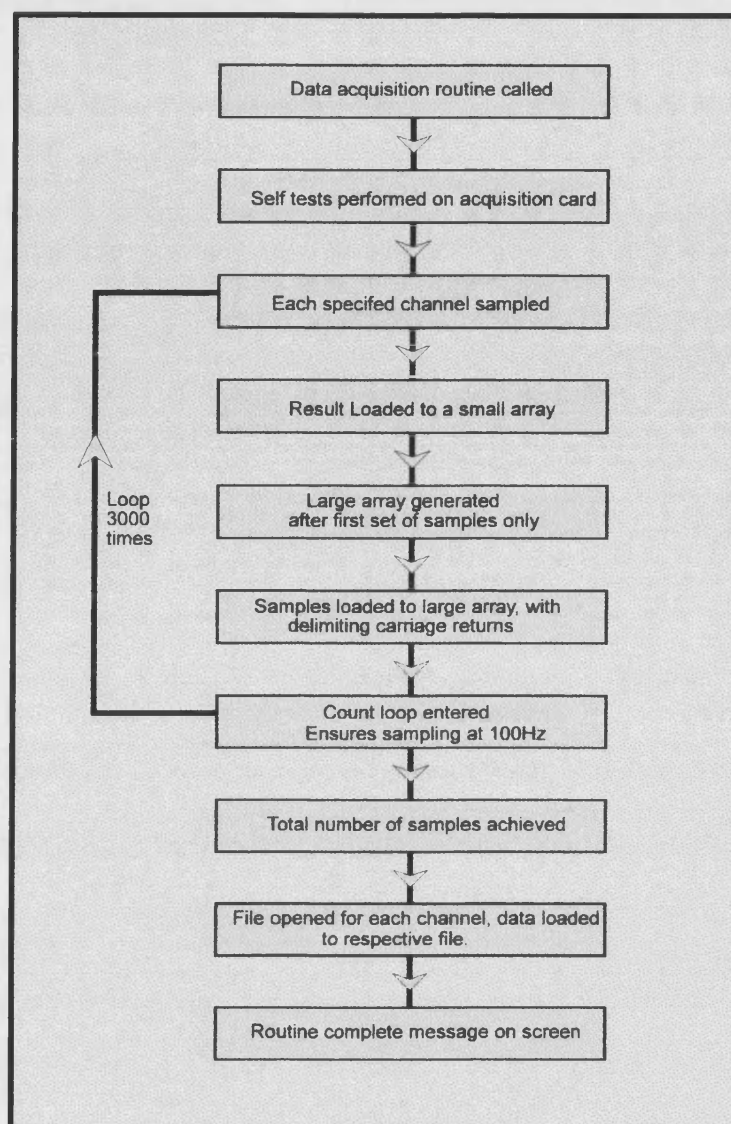 Data acquisition routine called
Self tests performed on acquisition card
Each specifed channel sampled
Result Loaded to a small array
Loop
3000
times
Large array generated
after first set of samples only
Samples loaded to large array, with
delimiting carriage returns
Count loop entered
Ensures sampling at 100Hz
Total number of samples achieved
File opened for each channel, data loaded
to respective file.
Routine complete message on screen